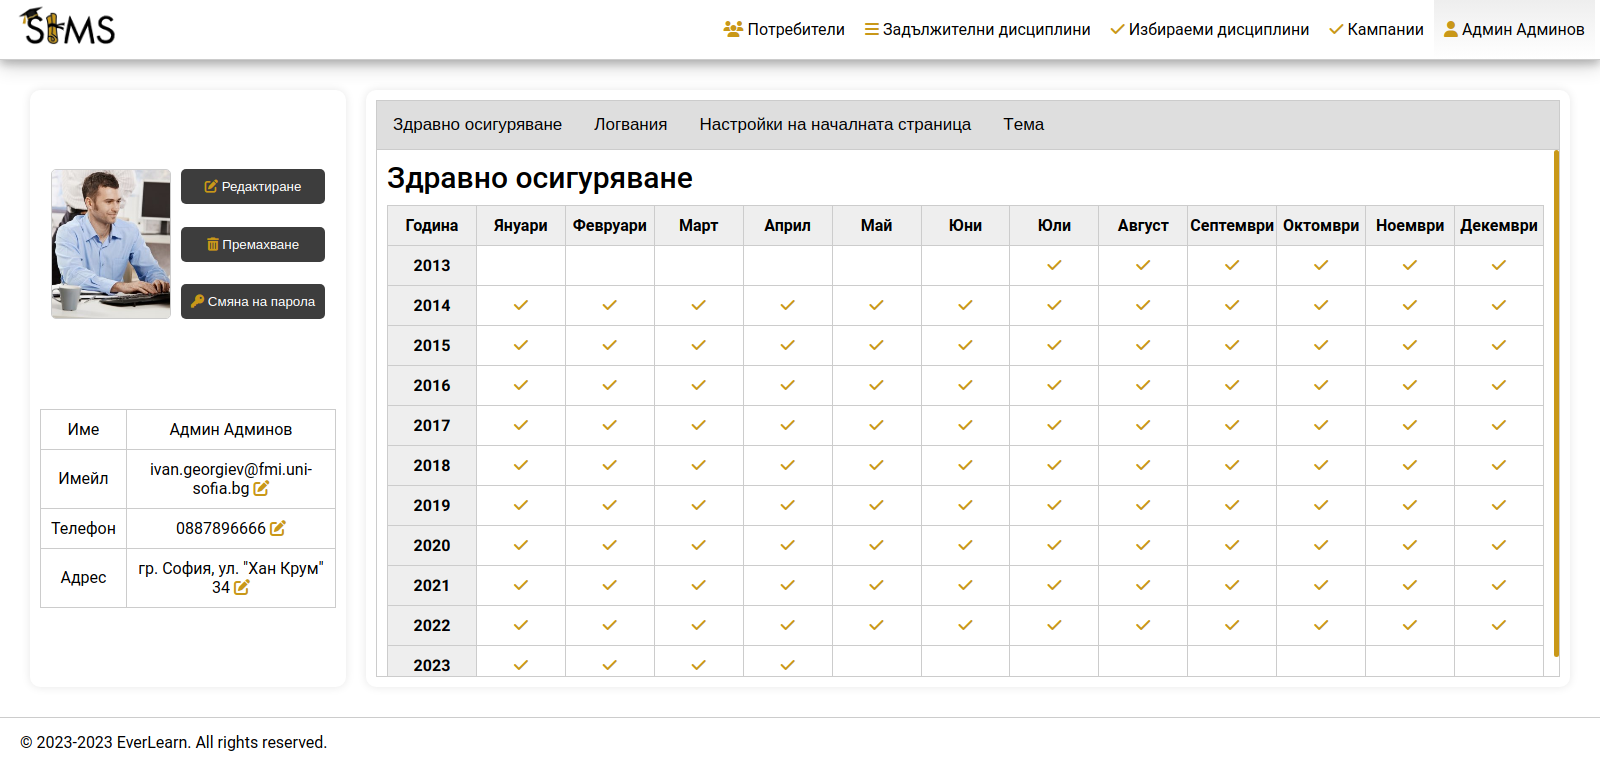 SIMS
Потребители
Задължителни дисциплини
Избираеми дисциплини
Кампании
Админ Админов
Редактиране
Премахване
Смяна на парола
Име Админ Админов
Имейл ivan.georgiev@fmi.uni-
sofia.bg
Телефон 0887896666
Адрес гр. София, ул. "Хан Крум"
34
Здравно осигуряване Логвания Настройки на началната страница Тема
Здравно осигуряване
Година Януари Февруари Март Април Май Юни Юли Август Септември Октомври Ноември Декември
2013
2014
2015
2016
2017
2018
2019
2020
2021
2022
2023
© 2023-2023 EverLearn. All rights reserved.